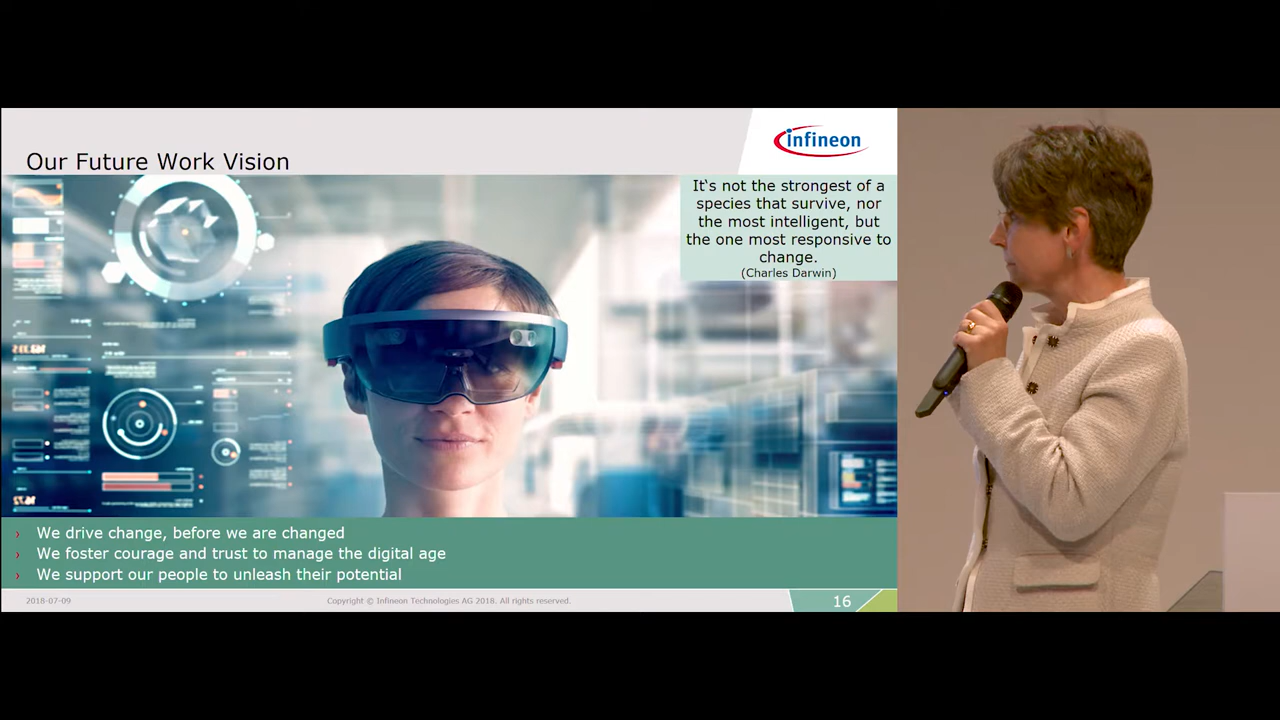 Our Future Work Vision
infineon
It's not the strongest of a
species that survive, nor
the most intelligent, but
the one most responsive to
change.
(Charles Darwin)
› We drive change, before we are changed
› We foster courage and trust to manage the digital age
› We support our people to unleash their potential
2018-07-09
Copyright © Infineon Technologies AG 2018. All rights reserved.
16